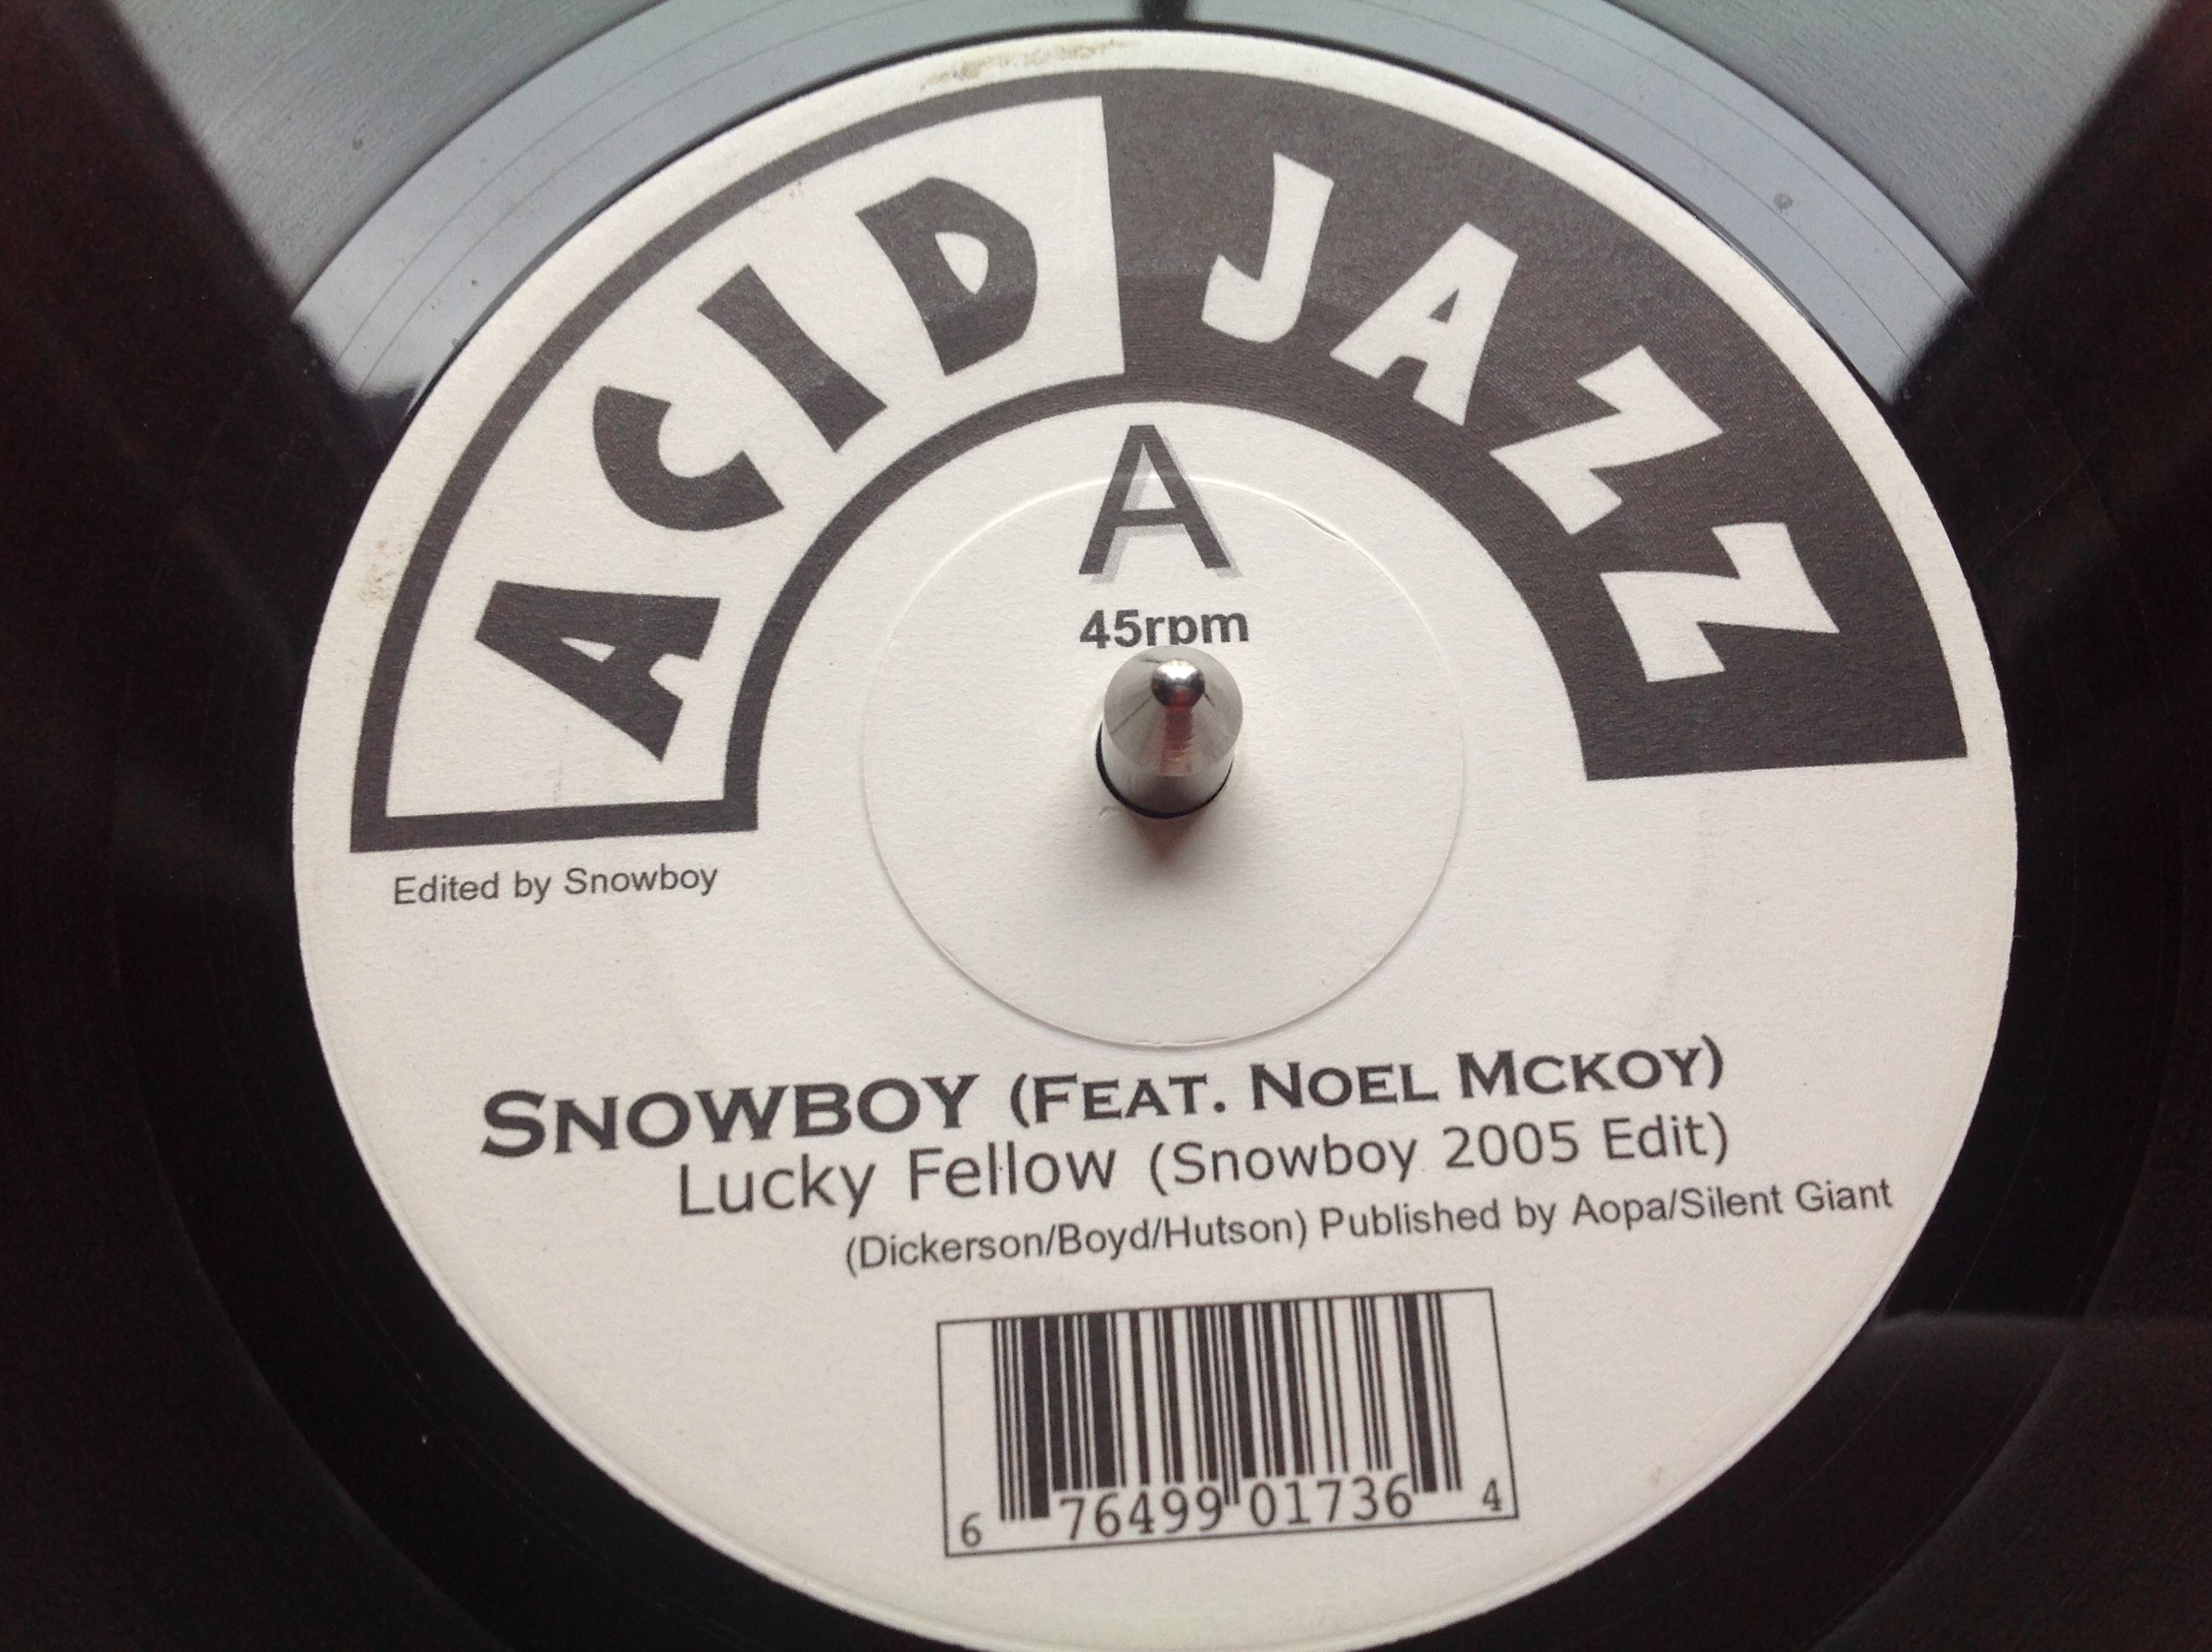 ACID JAZZ
A
45rpm
Edited by Snowboy
SNOWBOY (FEAT. NOEL MCKOY)
Lucky Fellow (Snowboy 2005 Edit)
(Dickerson/Boyd/Hutson) Published by Aopa/Silent Giant
6 76499 01736 4